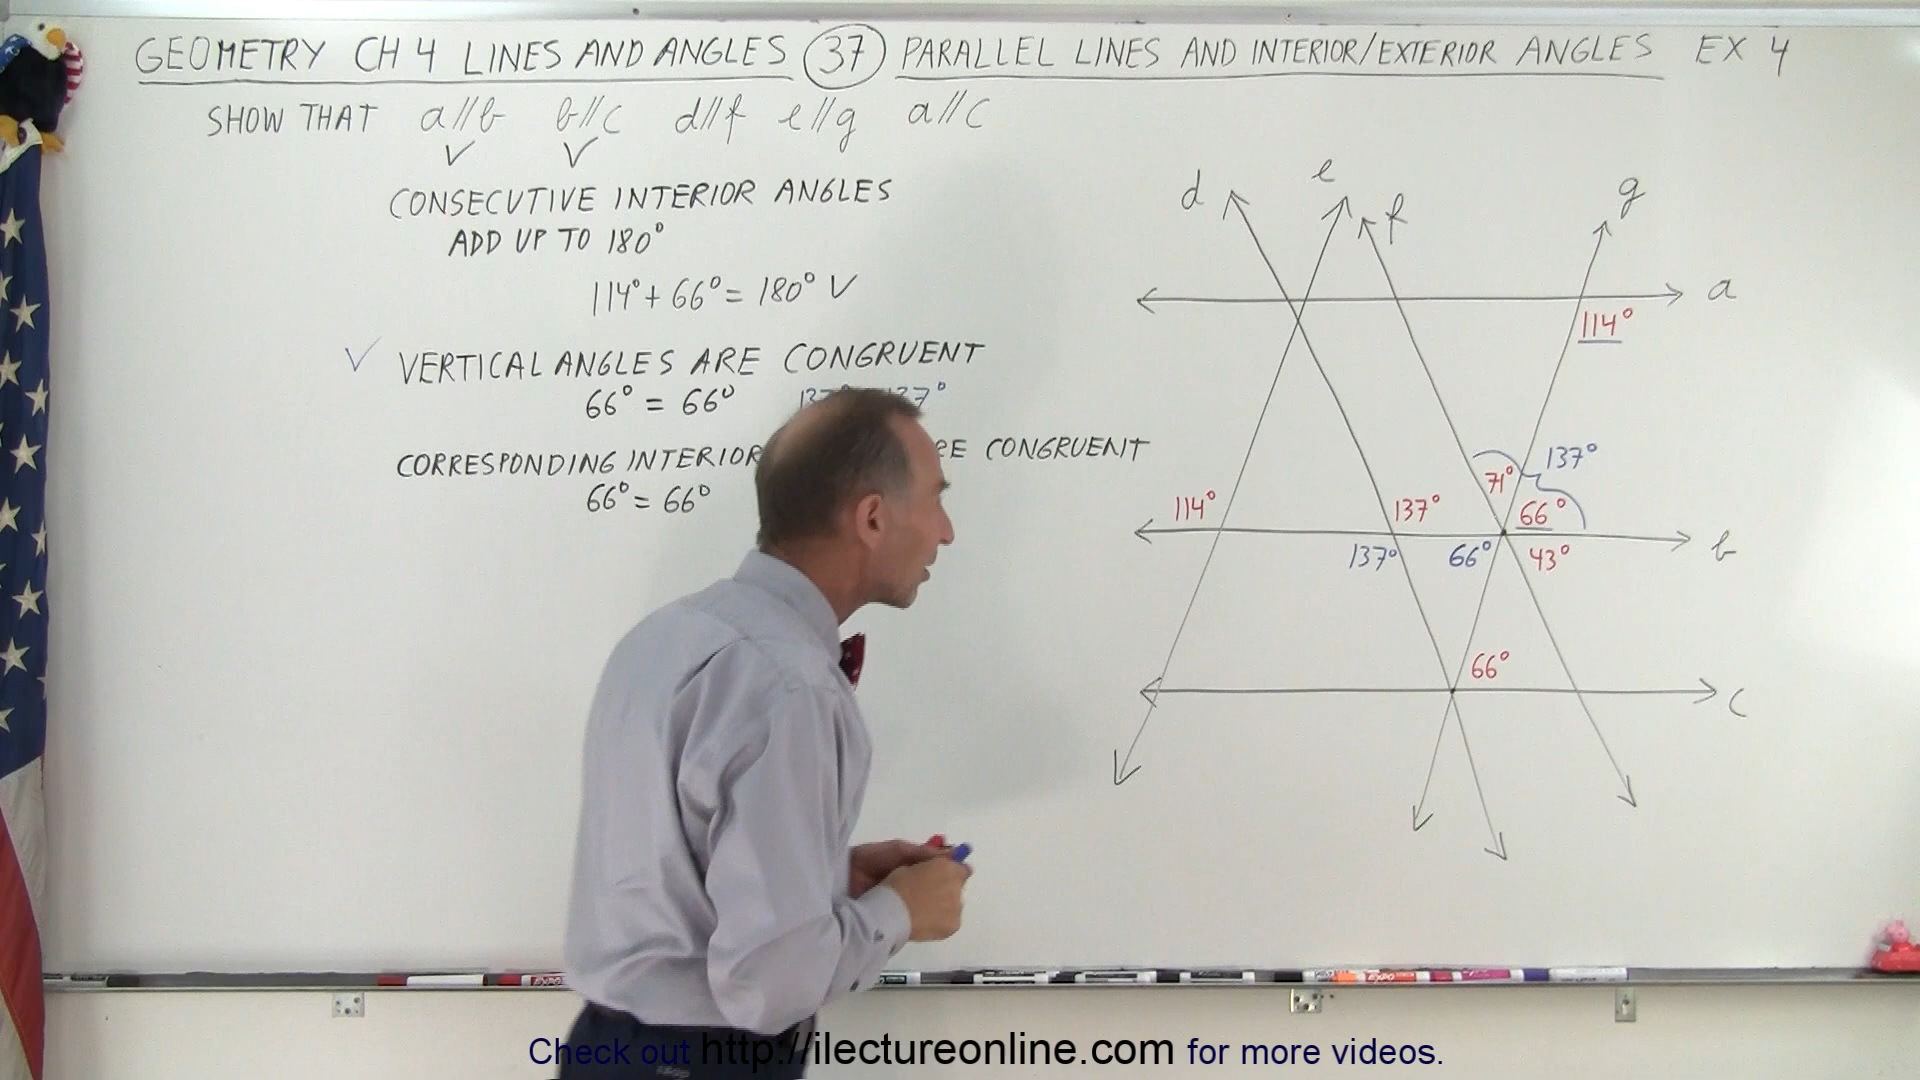 GEOMETRY CH 4 LINES AND ANGLES 37 PARALLEL LINES AND INTERIOR/EXTERIOR ANGLES EX 4
SHOW THAT a//b b//c d//f e//g a//c
✓ ✓
CONSECUTIVE INTERIOR ANGLES
ADD UP TO 180°
114° + 66° = 180° ✓
✓ VERTICAL ANGLES ARE CONGRUENT
66° = 66°
CORRESPONDING INTERIOR CONGRUENT
66° = 66°
d e f g
a
114°
137°
71°
114° 137° 66°
b
137° 66° 43°
66°
c
EXPO
Check out http://ilectureonline.com for more videos.